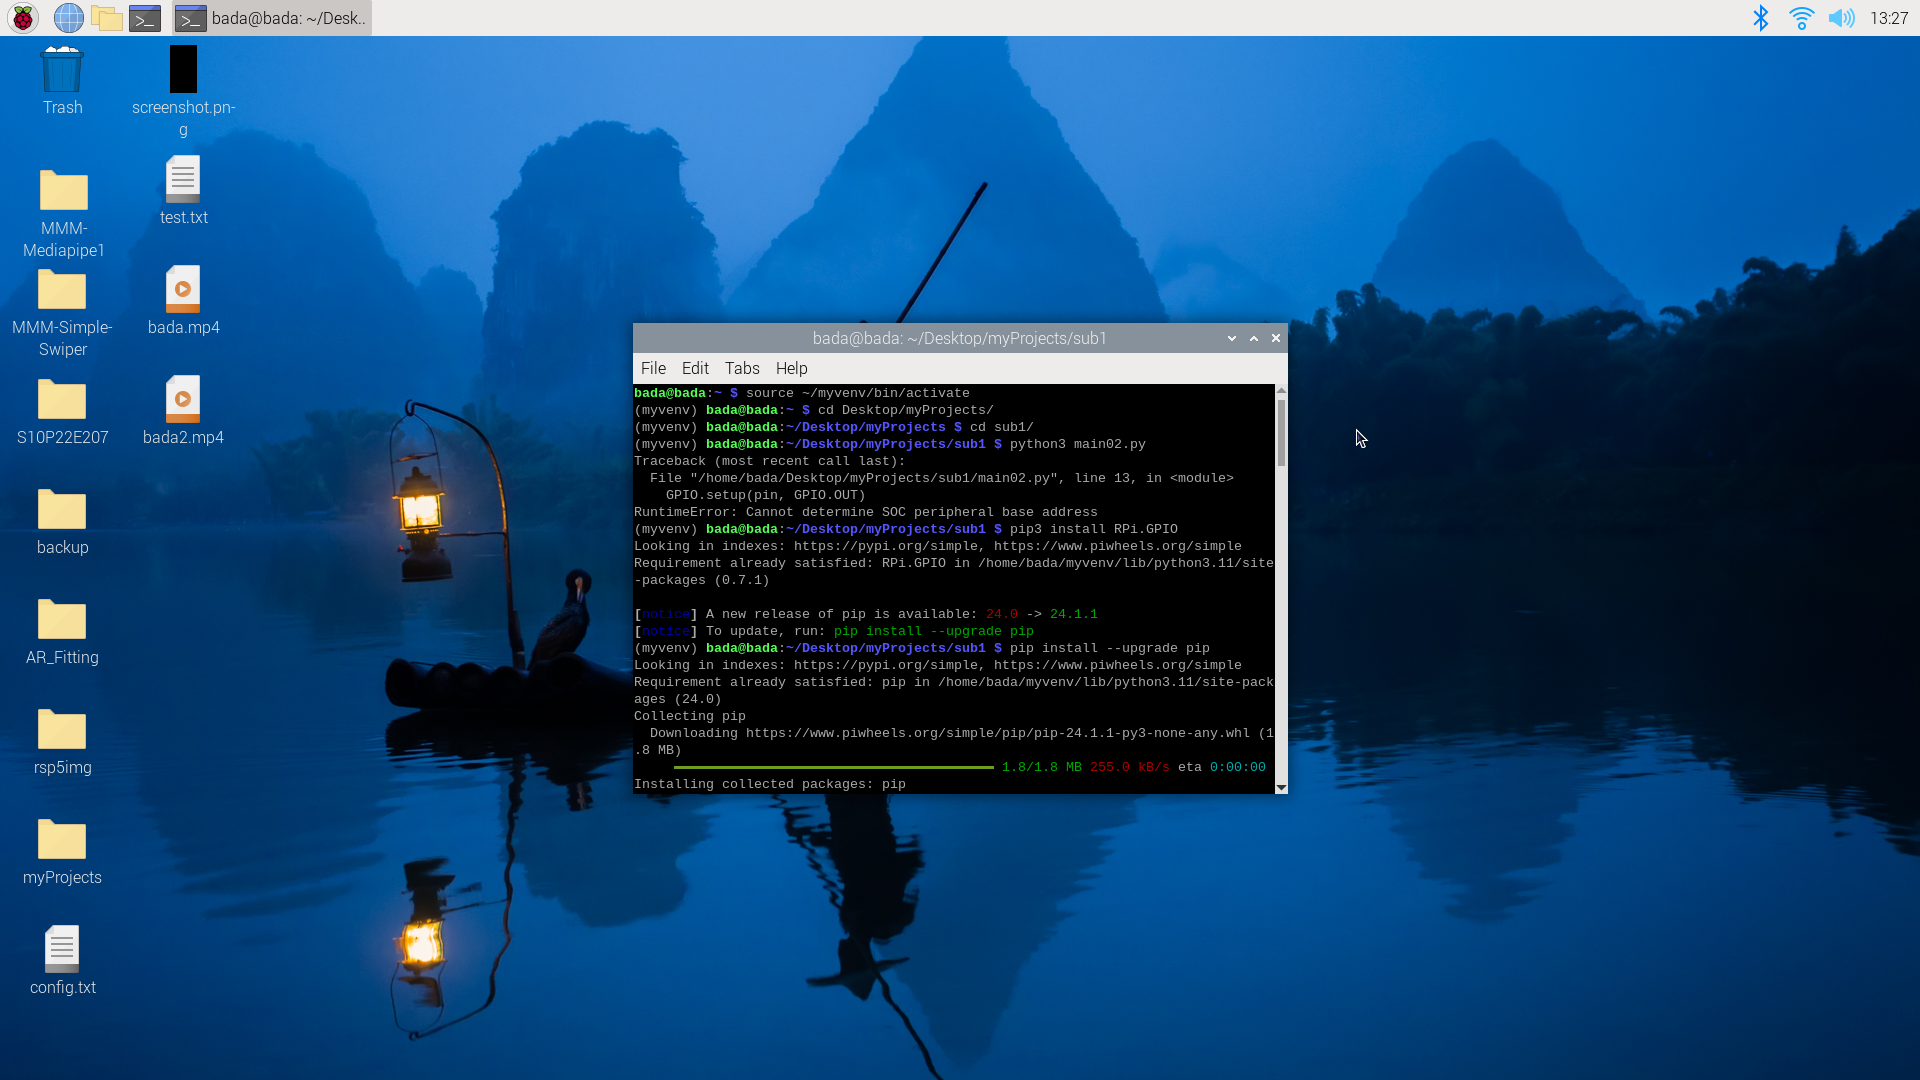 bada@bada: ~/Desk..
13:27
Trash
screenshot.pn-
g
MMM-
Mediapipe1
test.txt
MMM-Simple-
Swiper
bada.mp4
S10P22E207
bada2.mp4
backup
AR_Fitting
rsp5img
myProjects
config.txt
bada@bada: ~/Desktop/myProjects/sub1
File Edit Tabs Help
bada@bada:~ $ source ~/myvenv/bin/activate
(myvenv) bada@bada:~ $ cd Desktop/myProjects/
(myvenv) bada@bada:~/Desktop/myProjects $ cd sub1/
(myvenv) bada@bada:~/Desktop/myProjects/sub1 $ python3 main02.py
Traceback (most recent call last):
  File "/home/bada/Desktop/myProjects/sub1/main02.py", line 13, in <module>
    GPIO.setup(pin, GPIO.OUT)
RuntimeError: Cannot determine SOC peripheral base address
(myvenv) bada@bada:~/Desktop/myProjects/sub1 $ pip3 install RPi.GPIO
Looking in indexes: https://pypi.org/simple, https://www.piwheels.org/simple
Requirement already satisfied: RPi.GPIO in /home/bada/myvenv/lib/python3.11/site
-packages (0.7.1)
[notice] A new release of pip is available: 24.0 -> 24.1.1
[notice] To update, run: pip install --upgrade pip
(myvenv) bada@bada:~/Desktop/myProjects/sub1 $ pip install --upgrade pip
Looking in indexes: https://pypi.org/simple, https://www.piwheels.org/simple
Requirement already satisfied: pip in /home/bada/myvenv/lib/python3.11/site-pack
ages (24.0)
Collecting pip
  Downloading https://www.piwheels.org/simple/pip/pip-24.1.1-py3-none-any.whl (1
.8 MB)
1.8/1.8 MB 255.0 kB/s eta 0:00:00
Installing collected packages: pip